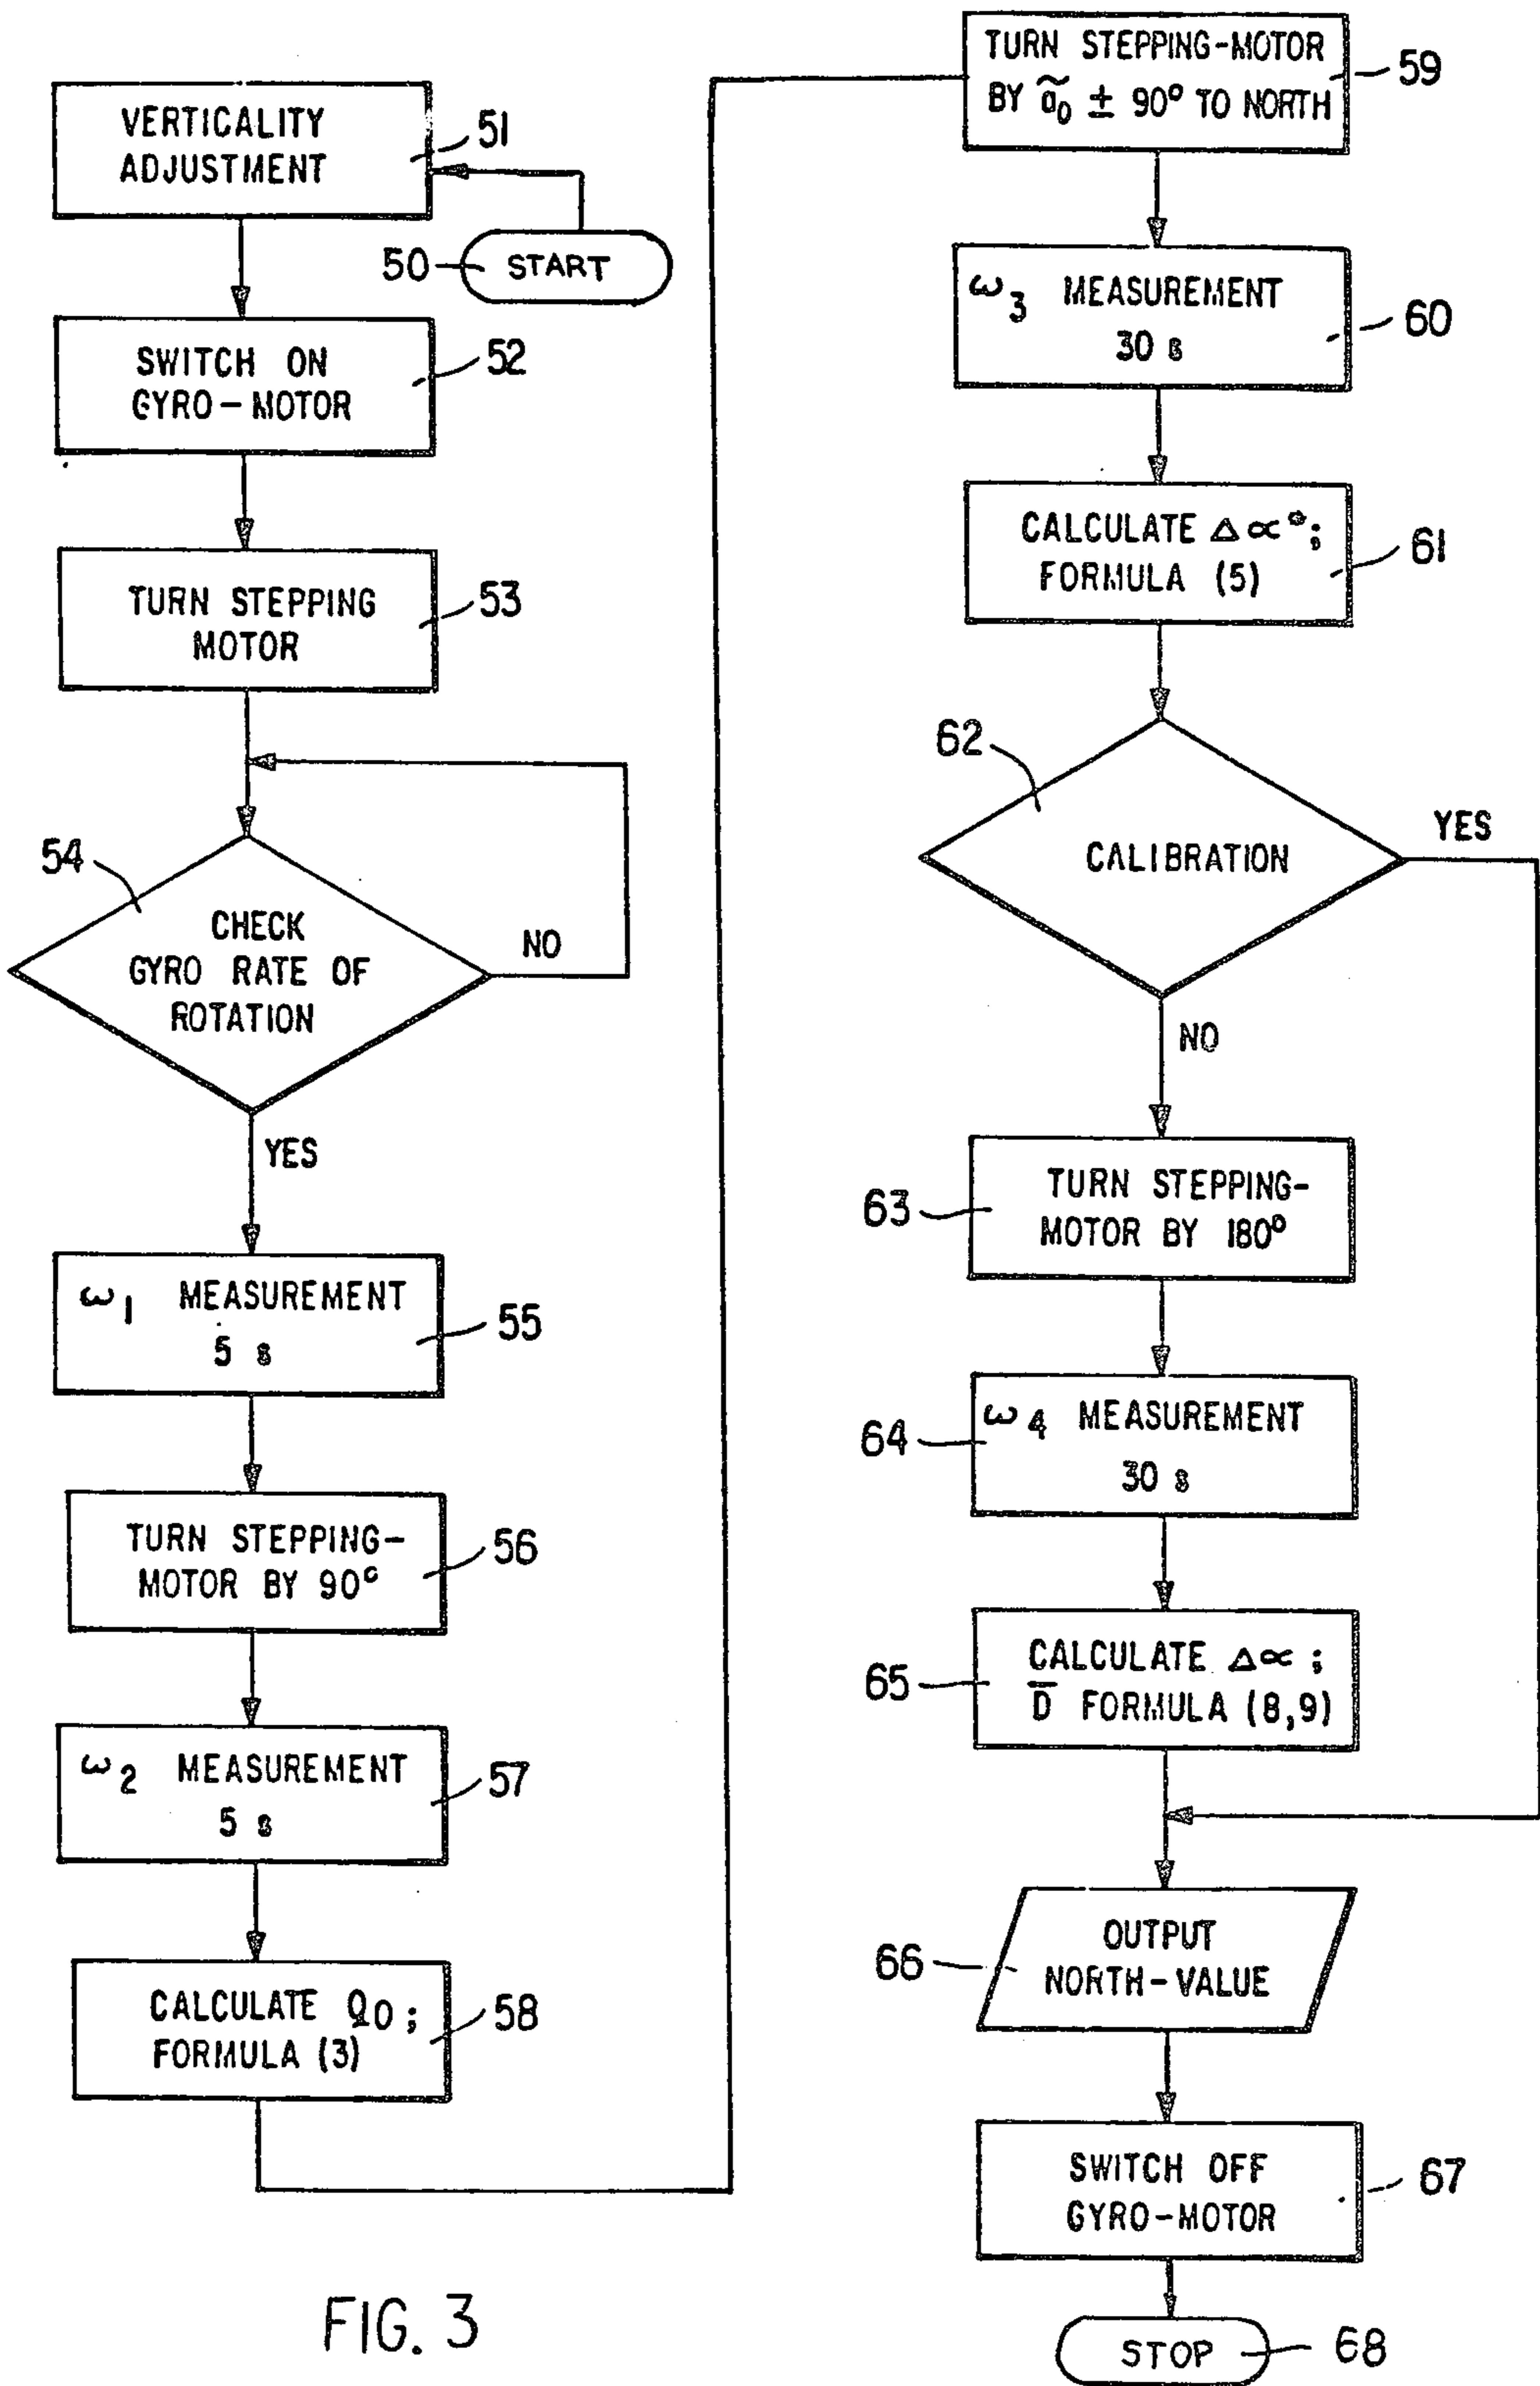 VERTICALITY
ADJUSTMENT
51
50
START
SWITCH ON
GYRO-MOTOR
52
TURN STEPPING
MOTOR
53
54
CHECK
GYRO RATE OF
ROTATION
NO
YES
ω1 MEASUREMENT
5 s
55
TURN STEPPING-
MOTOR BY 90°
56
ω2 MEASUREMENT
5 s
57
CALCULATE Q0;
FORMULA (3)
58
TURN STEPPING-MOTOR
BY ã0 ± 90° TO NORTH
59
ω3 MEASUREMENT
30 s
60
CALCULATE Δ∝*;
FORMULA (5)
61
62
CALIBRATION
YES
NO
TURN STEPPING-
MOTOR BY 180°
63
ω4 MEASUREMENT
30 s
64
CALCULATE Δ∝;
D̄ FORMULA (8,9)
65
OUTPUT
NORTH-VALUE
66
SWITCH OFF
GYRO-MOTOR
67
STOP
68
FIG. 3